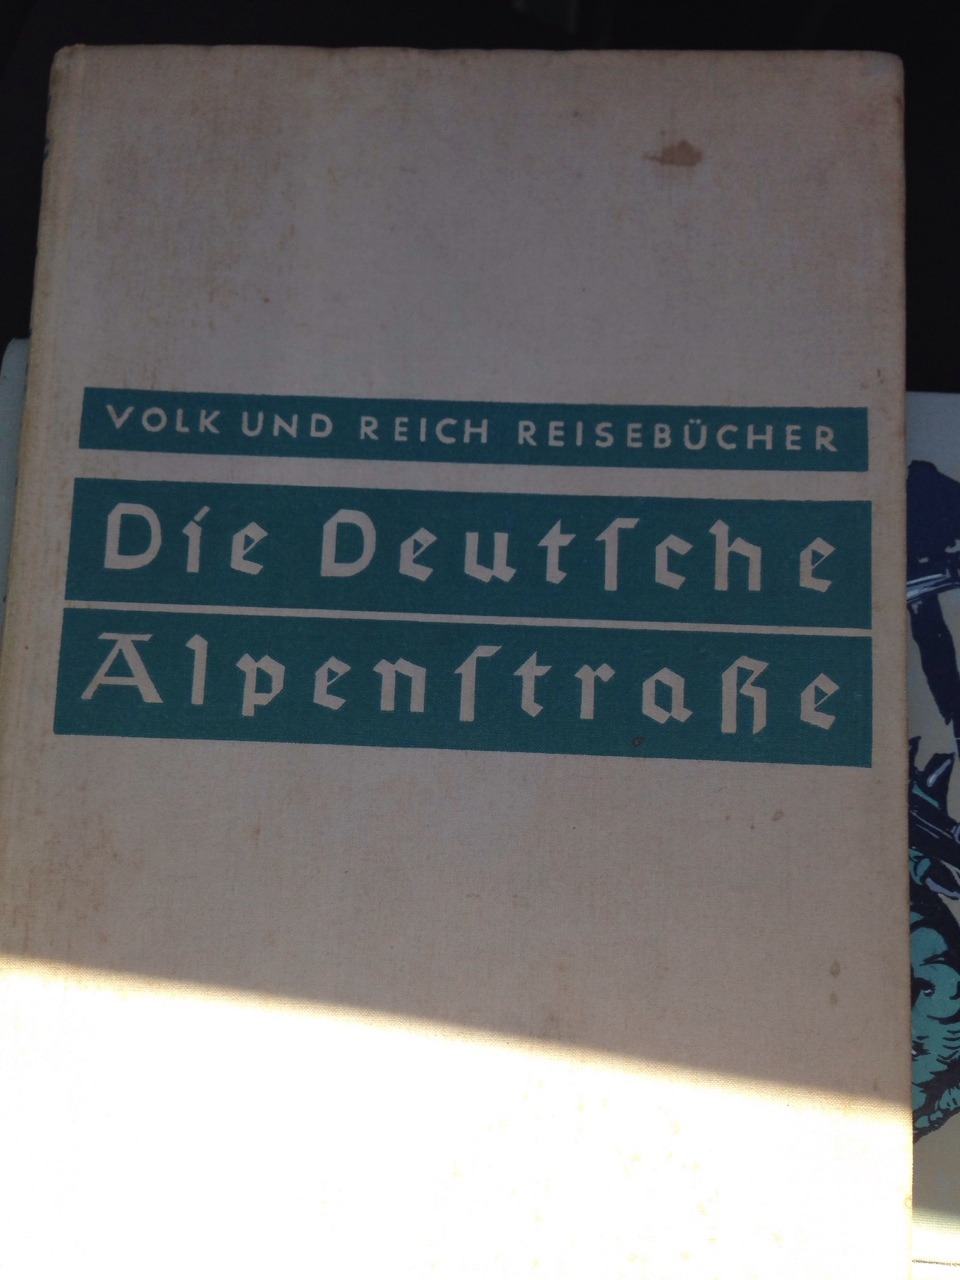 VOLK UND REICH REISEBÜCHER
Die Deutſche
Alpenſtraße